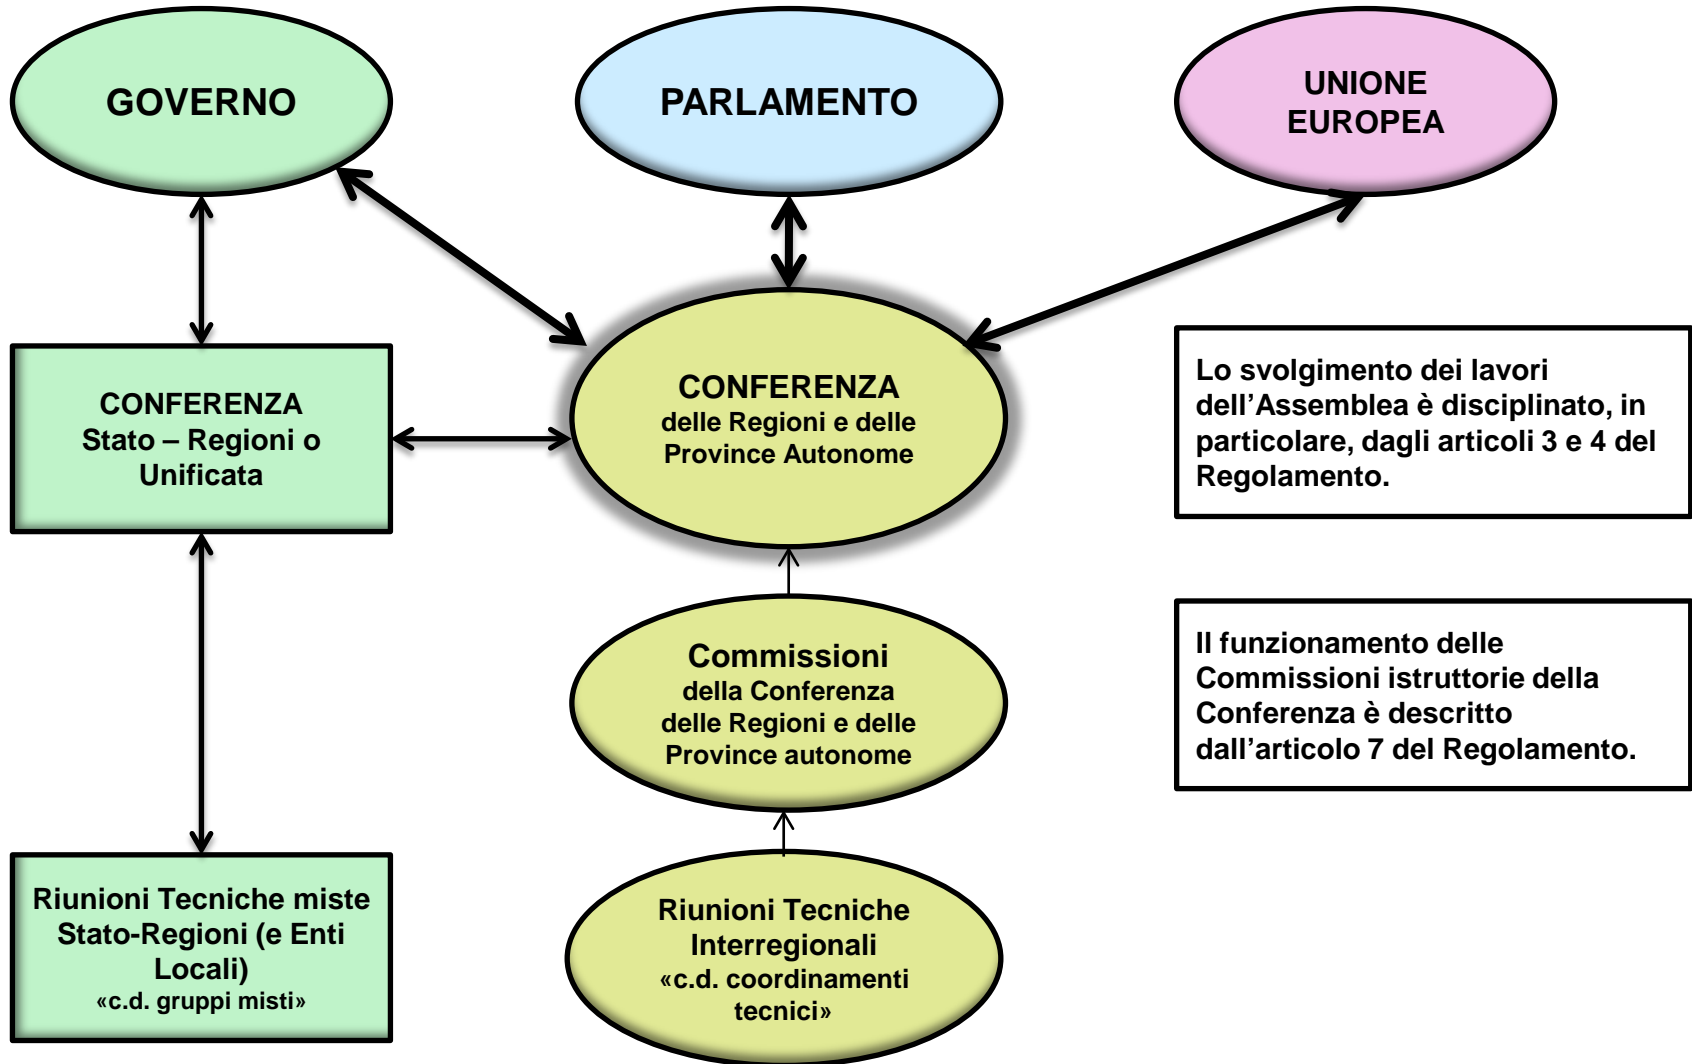 GOVERNO
PARLAMENTO
UNIONE
EUROPEA
CONFERENZA
Stato – Regioni o
Unificata
CONFERENZA
delle Regioni e delle
Province Autonome
Lo svolgimento dei lavori
dell’Assemblea è disciplinato, in
particolare, dagli articoli 3 e 4 del
Regolamento.
Commissioni
della Conferenza
delle Regioni e delle
Province autonome
Il funzionamento delle
Commissioni istruttorie della
Conferenza è descritto
dall’articolo 7 del Regolamento.
Riunioni Tecniche miste
Stato-Regioni (e Enti
Locali)
«c.d. gruppi misti»
Riunioni Tecniche
Interregionali
«c.d. coordinamenti
tecnici»